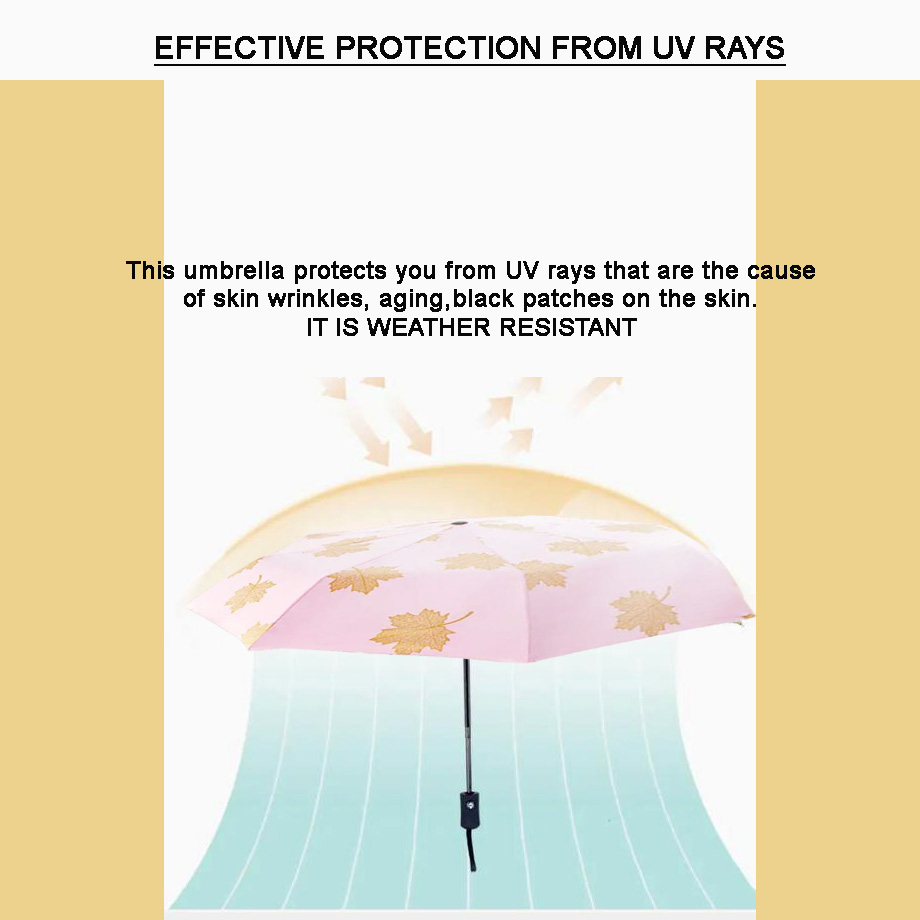 EFFECTIVE PROTECTION FROM UV RAYS
This umbrella protects you from UV rays that are the cause
of skin wrinkles, aging,black patches on the skin.
IT IS WEATHER RESISTANT